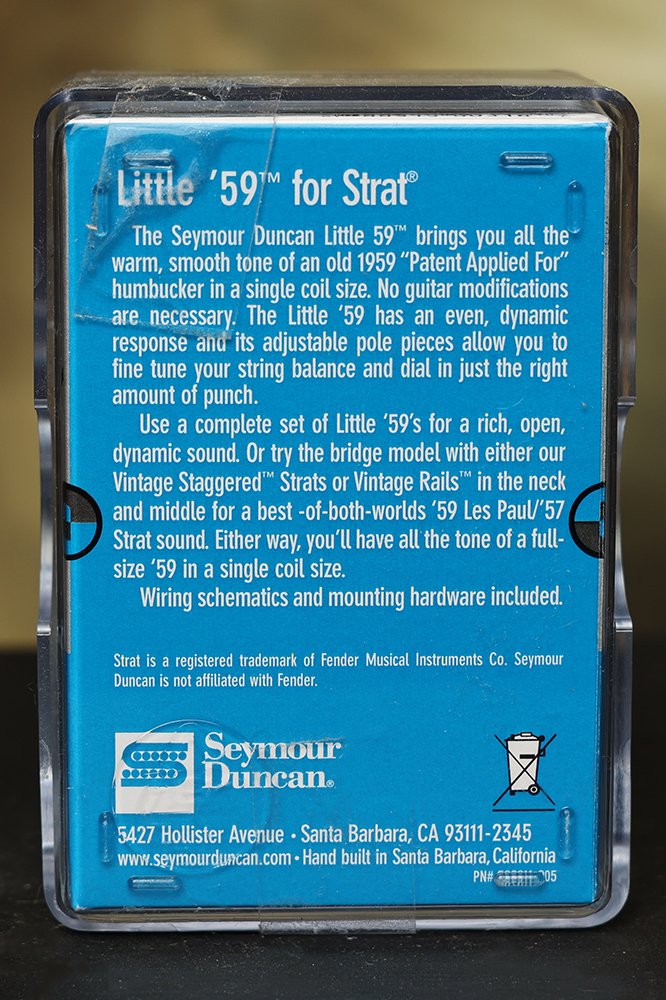 Little '59™ for Strat®
The Seymour Duncan Little 59™ brings you all the
warm, smooth tone of an old 1959 “Patent Applied For”
humbucker in a single coil size. No guitar modifications
are necessary. The Little '59 has an even, dynamic
response and its adjustable pole pieces allow you to
fine tune your string balance and dial in just the right
amount of punch.
Use a complete set of Little '59's for a rich, open,
dynamic sound. Or try the bridge model with either our
Vintage Staggered™ Strats or Vintage Rails™ in the neck
and middle for a best -of-both-worlds '59 Les Paul/'57
Strat sound. Either way, you'll have all the tone of a full-
size '59 in a single coil size.
Wiring schematics and mounting hardware included.
Strat is a registered trademark of Fender Musical Instruments Co. Seymour
Duncan is not affiliated with Fender.
Seymour
Duncan®
5427 Hollister Avenue • Santa Barbara, CA 93111-2345
www.seymourduncan.com • Hand built in Santa Barbara, California
PN#